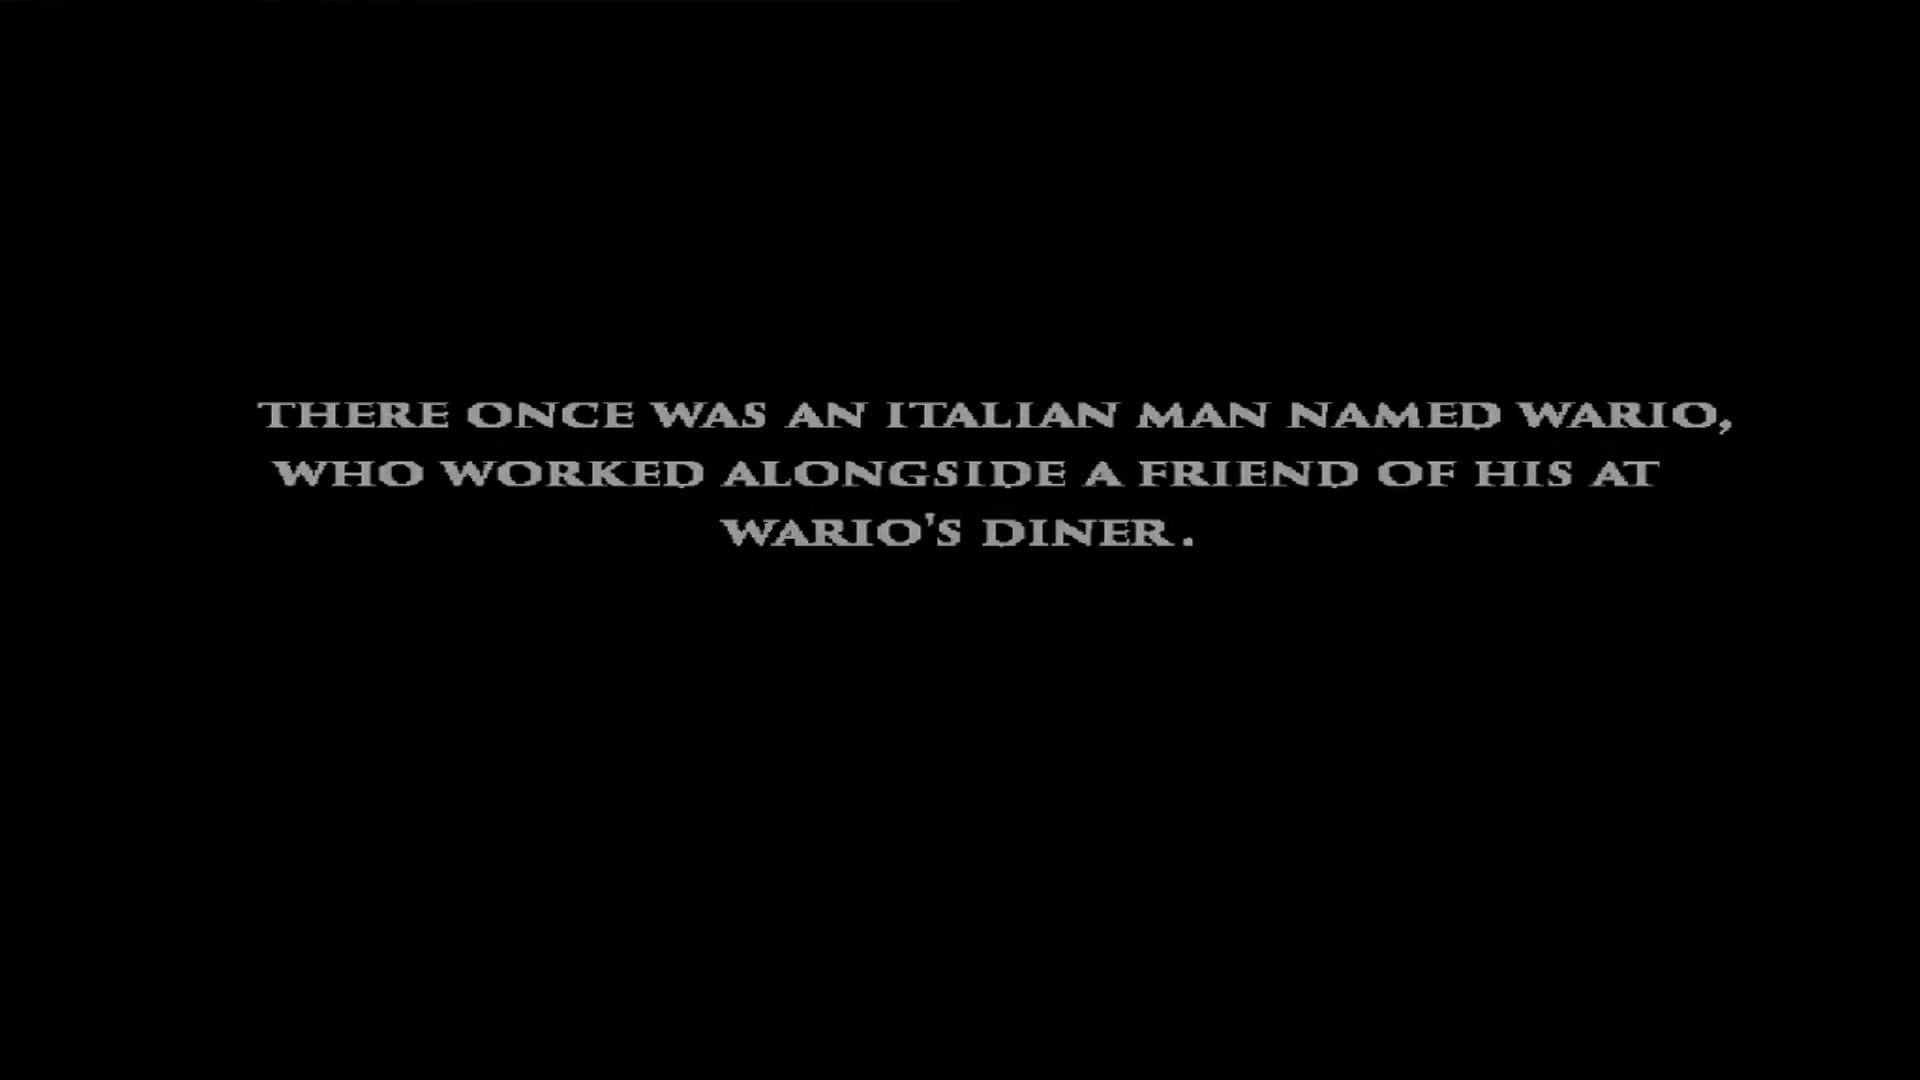 THERE ONCE WAS AN ITALIAN MAN NAMED WARIO,
WHO WORKED ALONGSIDE A FRIEND OF HIS AT
WARIO'S DINER.